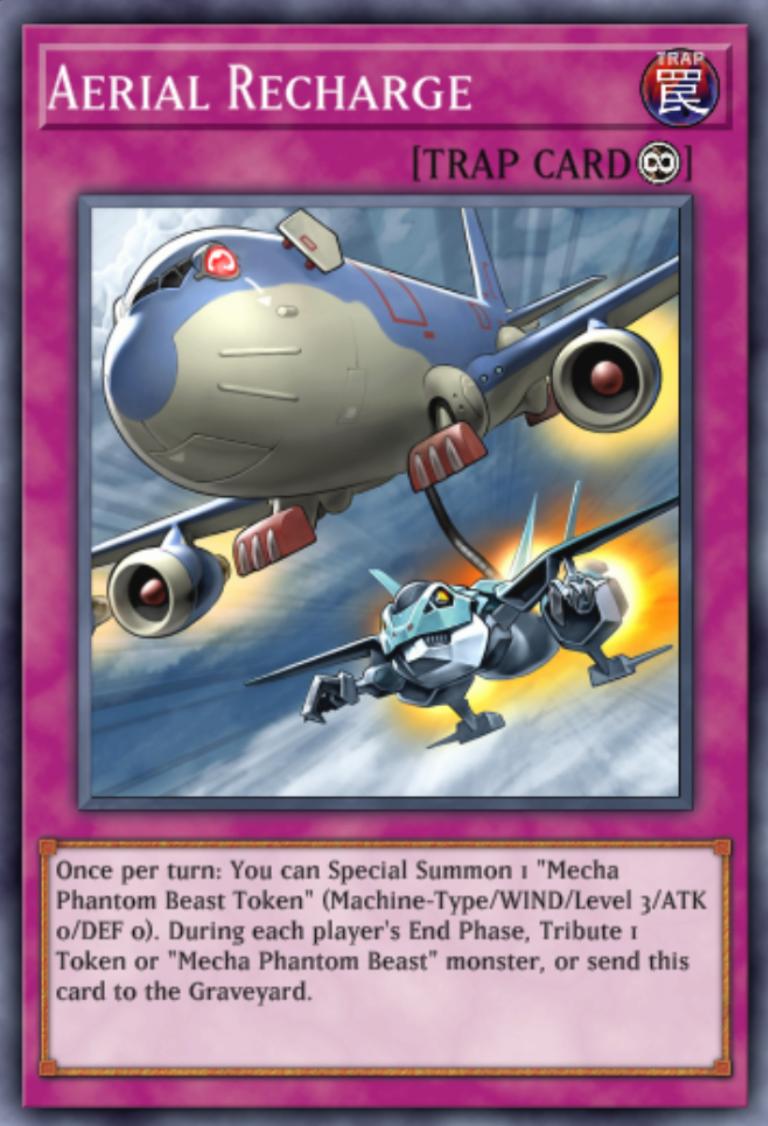 Aerial Recharge
TRAP
罠
[TRAP CARD∞]
Once per turn: You can Special Summon 1 "Mecha
Phantom Beast Token" (Machine-Type/WIND/Level 3/ATK
0/DEF 0). During each player's End Phase, Tribute 1
Token or "Mecha Phantom Beast" monster, or send this
card to the Graveyard.